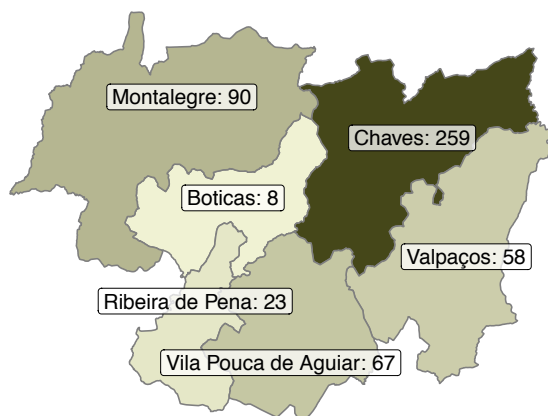 Montalegre: 90
Chaves: 259
Boticas: 8
Valpaços: 58
Ribeira de Pena: 23
Vila Pouca de Aguiar: 67